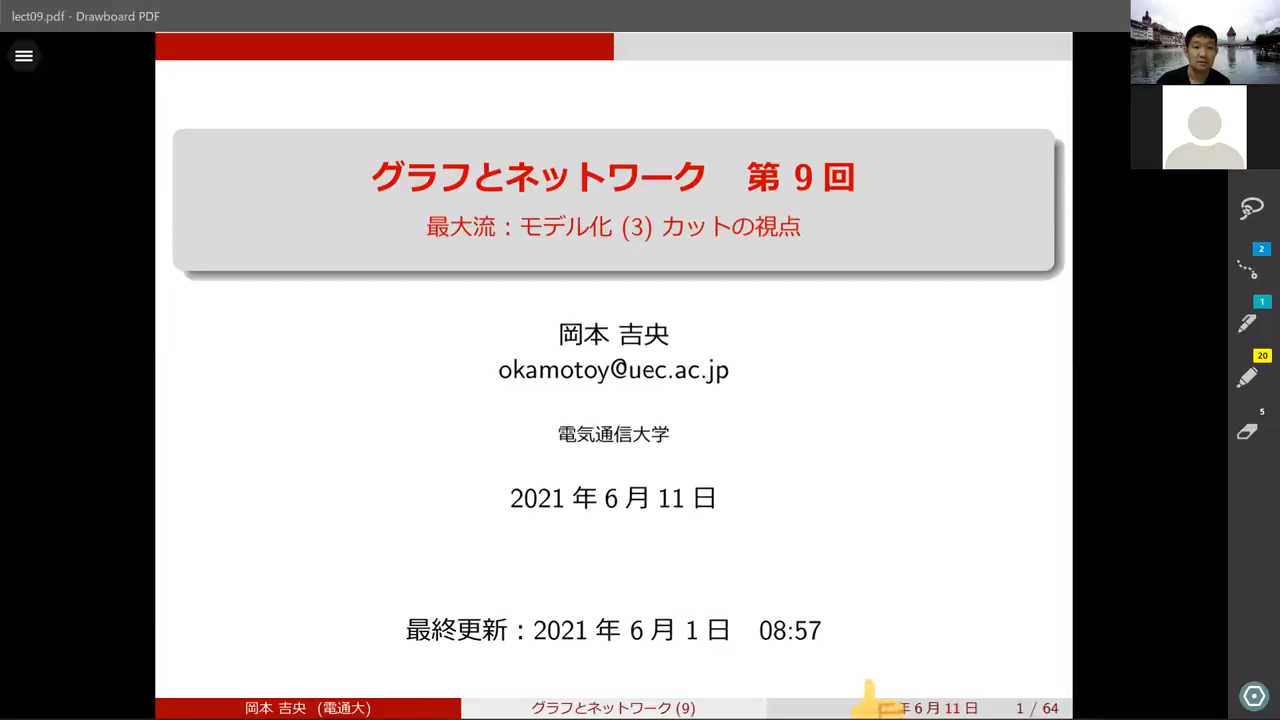 lect09.pdf - Drawboard PDF
グラフとネットワーク 第 9 回
最大流 : モデル化 (3) カットの視点
岡本 吉央
okamotoy@uec.ac.jp
電気通信大学
2021 年 6 月 11 日
最終更新 : 2021 年 6 月 1 日 08:57
岡本 吉央 (電通大)
グラフとネットワーク (9)
年 6 月 11 日
1 / 64
2
1
20
5